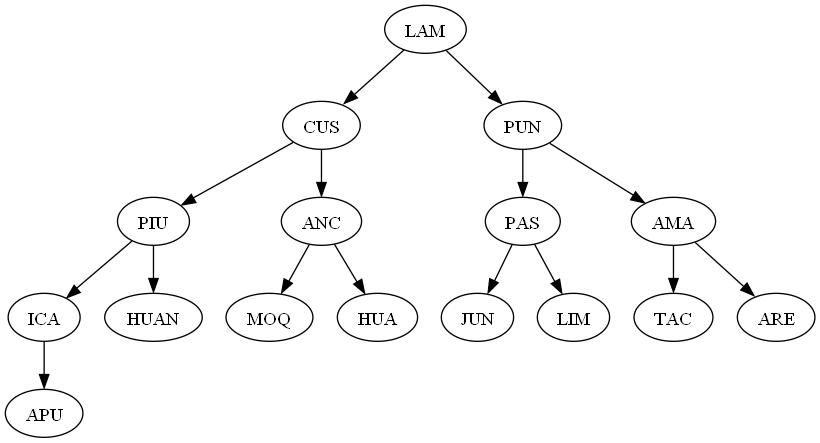 LAM
CUS PUN
PIU ANC PAS AMA
ICA HUAN MOQ HUA JUN LIM TAC ARE
APU